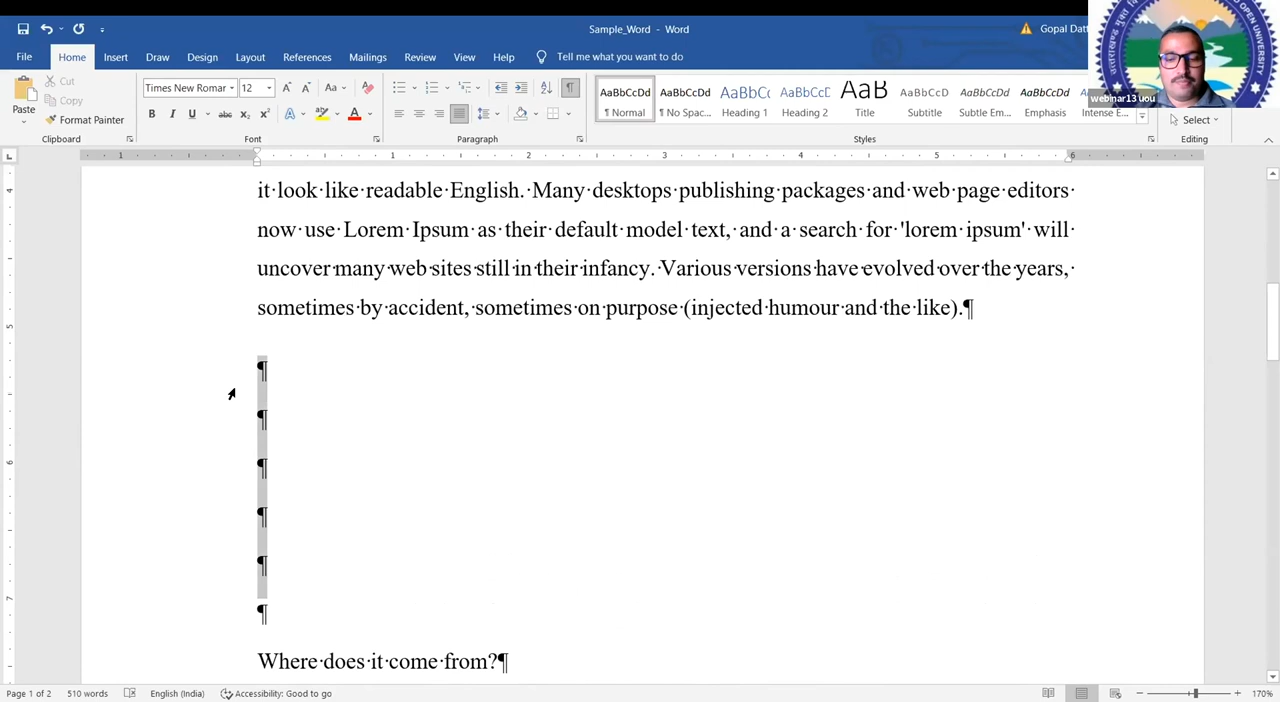 Sample_Word - Word
Gopal Datt
File Home Insert Draw Design Layout References Mailings Review View Help Tell me what you want to do
OPEN UNIVERSITY
webinar13 uou
Paste
Cut
Copy
Format Painter
Clipboard
Times New Romar 12
Font
Paragraph
AaBbCcDd AaBbCcDd AaBbCc AaBbCcD AaB AaBbCcD AaBbCcDd AaBbCcDd AaBbCcDd
¶ Normal ¶ No Spac... Heading 1 Heading 2 Title Subtitle Subtle Em... Emphasis Intense E...
Styles
Select
Editing
it·look·like·readable·English.·Many·desktops·publishing·packages·and·web·page·editors·
now·use·Lorem·Ipsum·as·their·default·model·text,·and·a·search·for·'lorem·ipsum'·will·
uncover·many·web·sites·still·in·their·infancy.·Various·versions·have·evolved·over·the·years,·
sometimes·by·accident,·sometimes·on·purpose·(injected·humour·and·the·like).¶
¶
¶
¶
¶
¶
¶
Where·does·it·come·from?¶
Page 1 of 2 510 words English (India) Accessibility: Good to go 170%